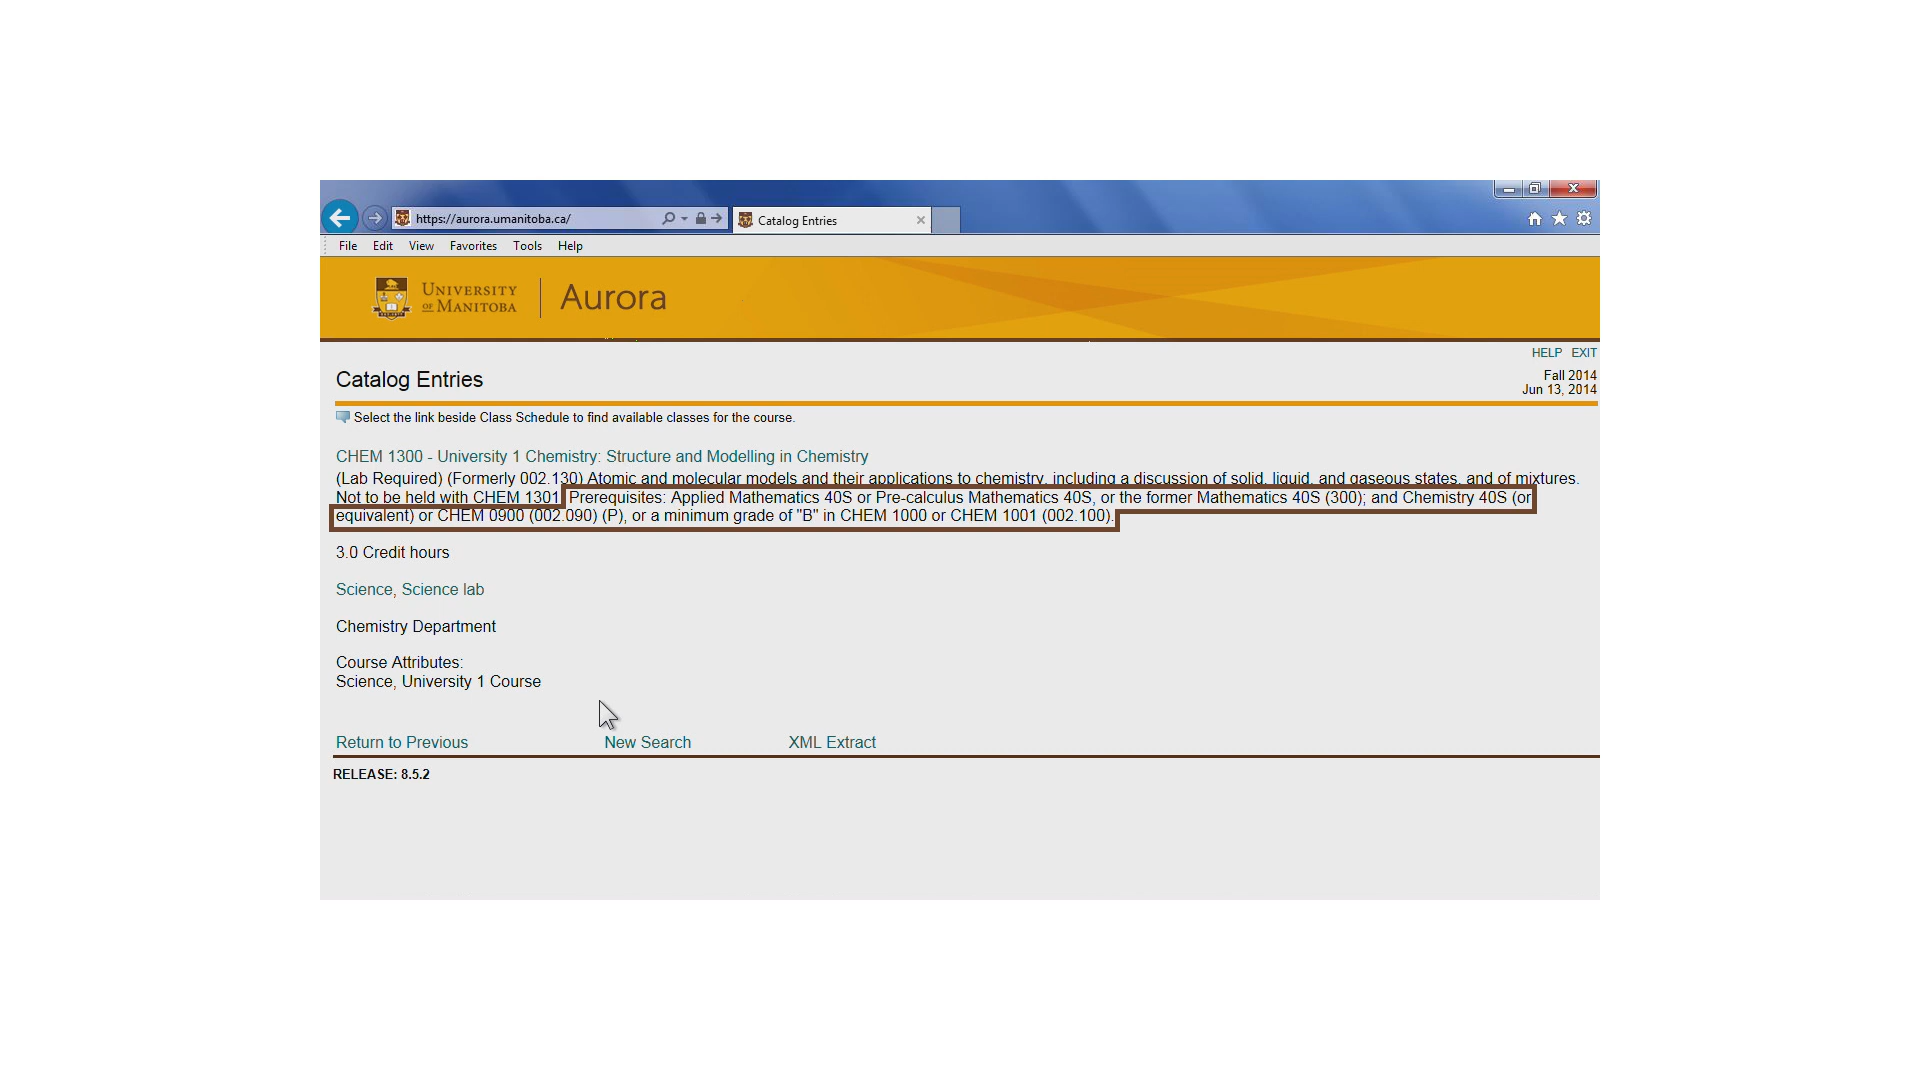 https://aurora.umanitoba.ca/
Catalog Entries
File Edit View Favorites Tools Help
UNIVERSITY
OF MANITOBA
Aurora
HELP EXIT
Catalog Entries
Fall 2014
Jun 13, 2014
Select the link beside Class Schedule to find available classes for the course.
CHEM 1300 - University 1 Chemistry: Structure and Modelling in Chemistry
(Lab Required) (Formerly 002.130) Atomic and molecular models and their applications to chemistry, including a discussion of solid, liquid, and gaseous states, and of mixtures.
Not to be held with CHEM 1301. Prerequisites: Applied Mathematics 40S or Pre-calculus Mathematics 40S, or the former Mathematics 40S (300); and Chemistry 40S (or
equivalent) or CHEM 0900 (002.090) (P), or a minimum grade of "B" in CHEM 1000 or CHEM 1001 (002.100).
3.0 Credit hours
Science, Science lab
Chemistry Department
Course Attributes:
Science, University 1 Course
Return to Previous New Search XML Extract
RELEASE: 8.5.2